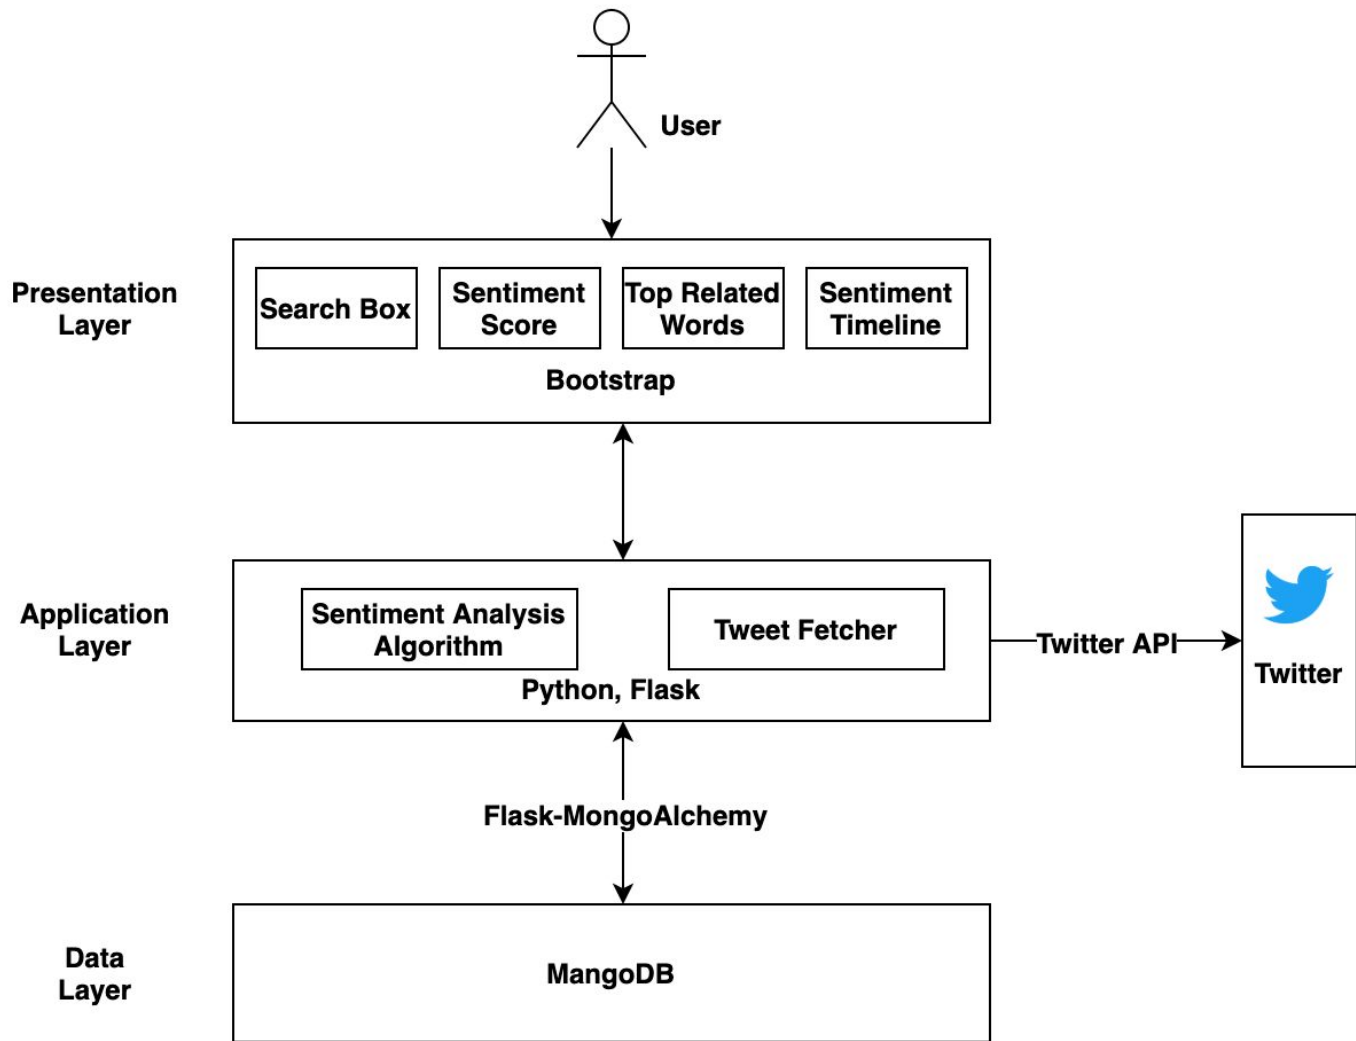 User
Presentation
Layer
Search Box
Sentiment
Score
Top Related
Words
Sentiment
Timeline
Bootstrap
Application
Layer
Sentiment Analysis
Algorithm
Tweet Fetcher
Python, Flask
Twitter API
Twitter
Flask-MongoAlchemy
Data
Layer
MangoDB